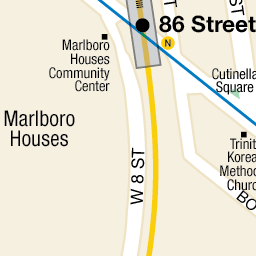 86 Street
N
Marlboro
Houses
Community
Center
Cutinella
Square
Marlboro
Houses
W 8 ST
Trinit
Korea
Method
Churc
BO
ST